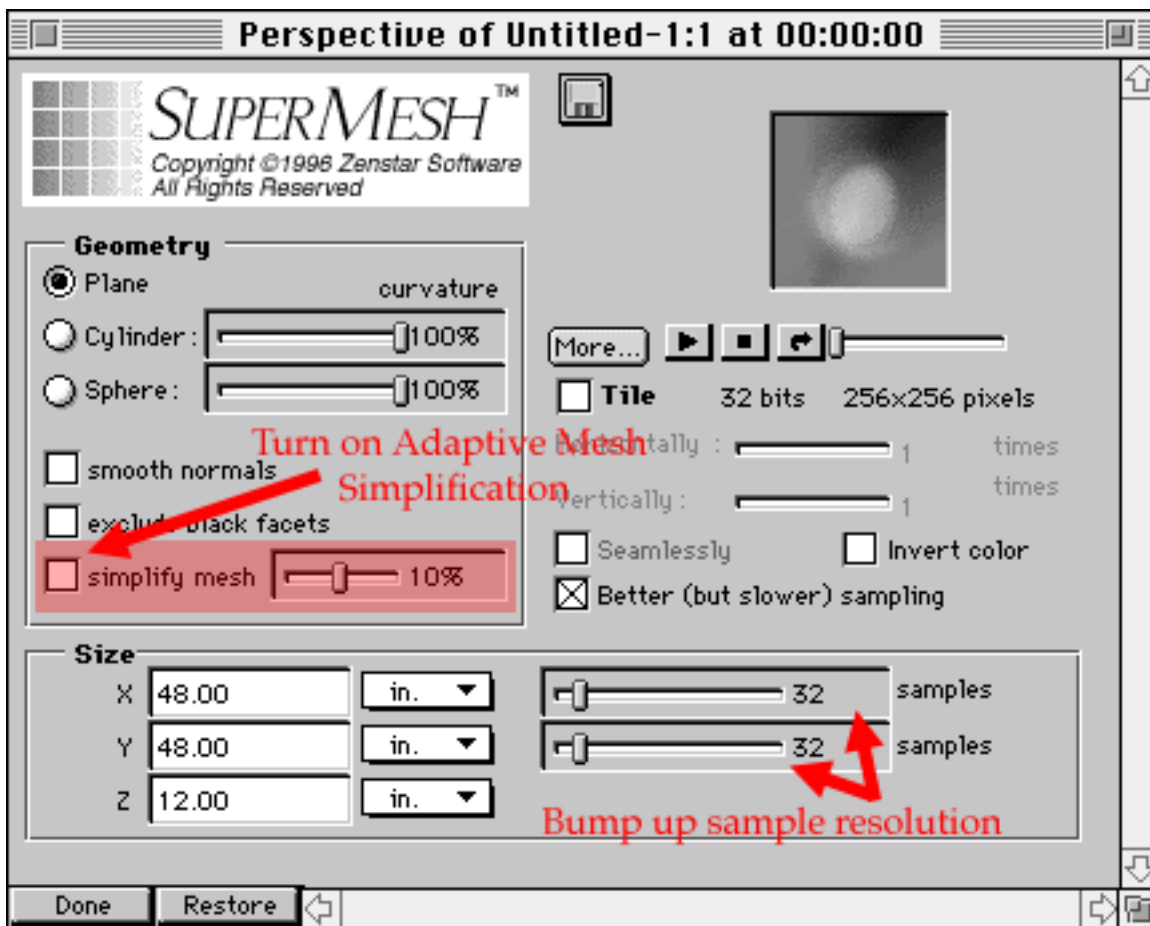 Perspective of Untitled-1:1 at 00:00:00
SUPERMESH™
Copyright ©1996 Zenstar Software
All Rights Reserved
Geometry
Plane
curvature
Cylinder: 100%
Sphere: 100%
Turn on Adaptive Mesh
Simplification
smooth normals
exclude black facets
simplify mesh 10%
More...
Tile 32 bits 256x256 pixels
Horizontally: 1 times
Vertically: 1 times
Seamlessly Invert color
Better (but slower) sampling
Size
X 48.00 in. 32 samples
Y 48.00 in. 32 samples
Z 12.00 in.
Bump up sample resolution
Done Restore